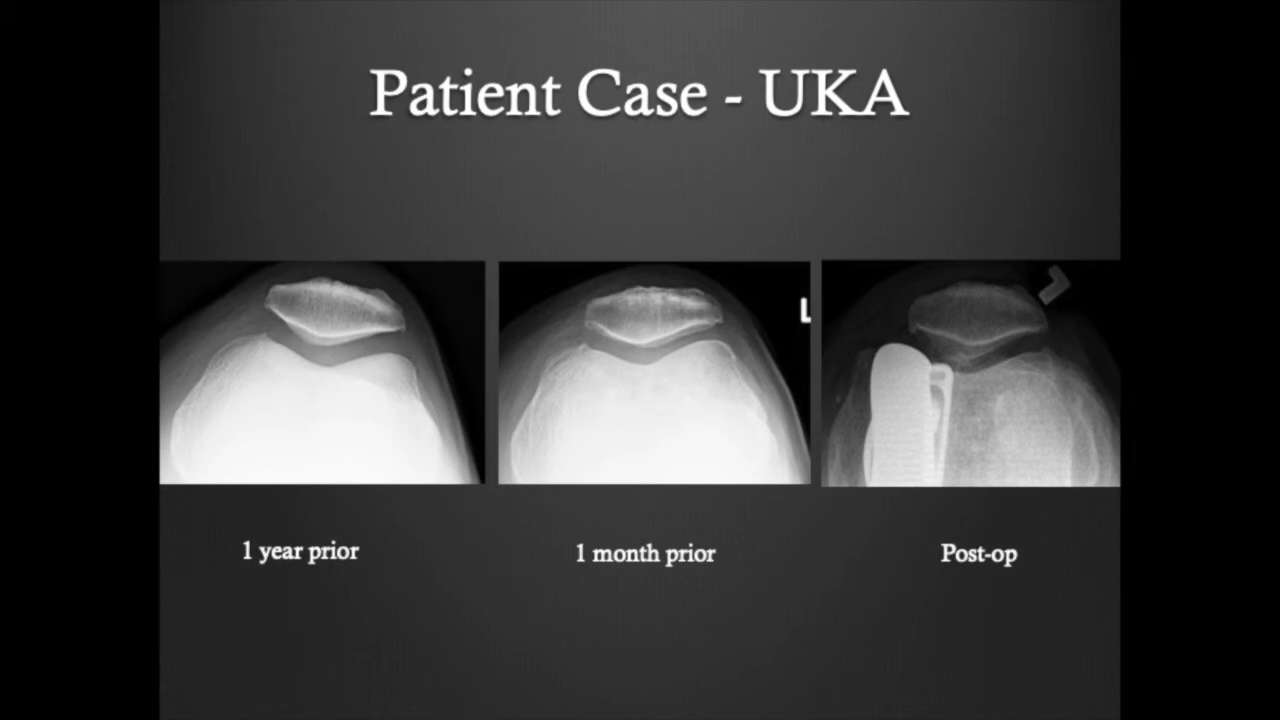 Patient Case - UKA
L
1 year prior
1 month prior
Post-op